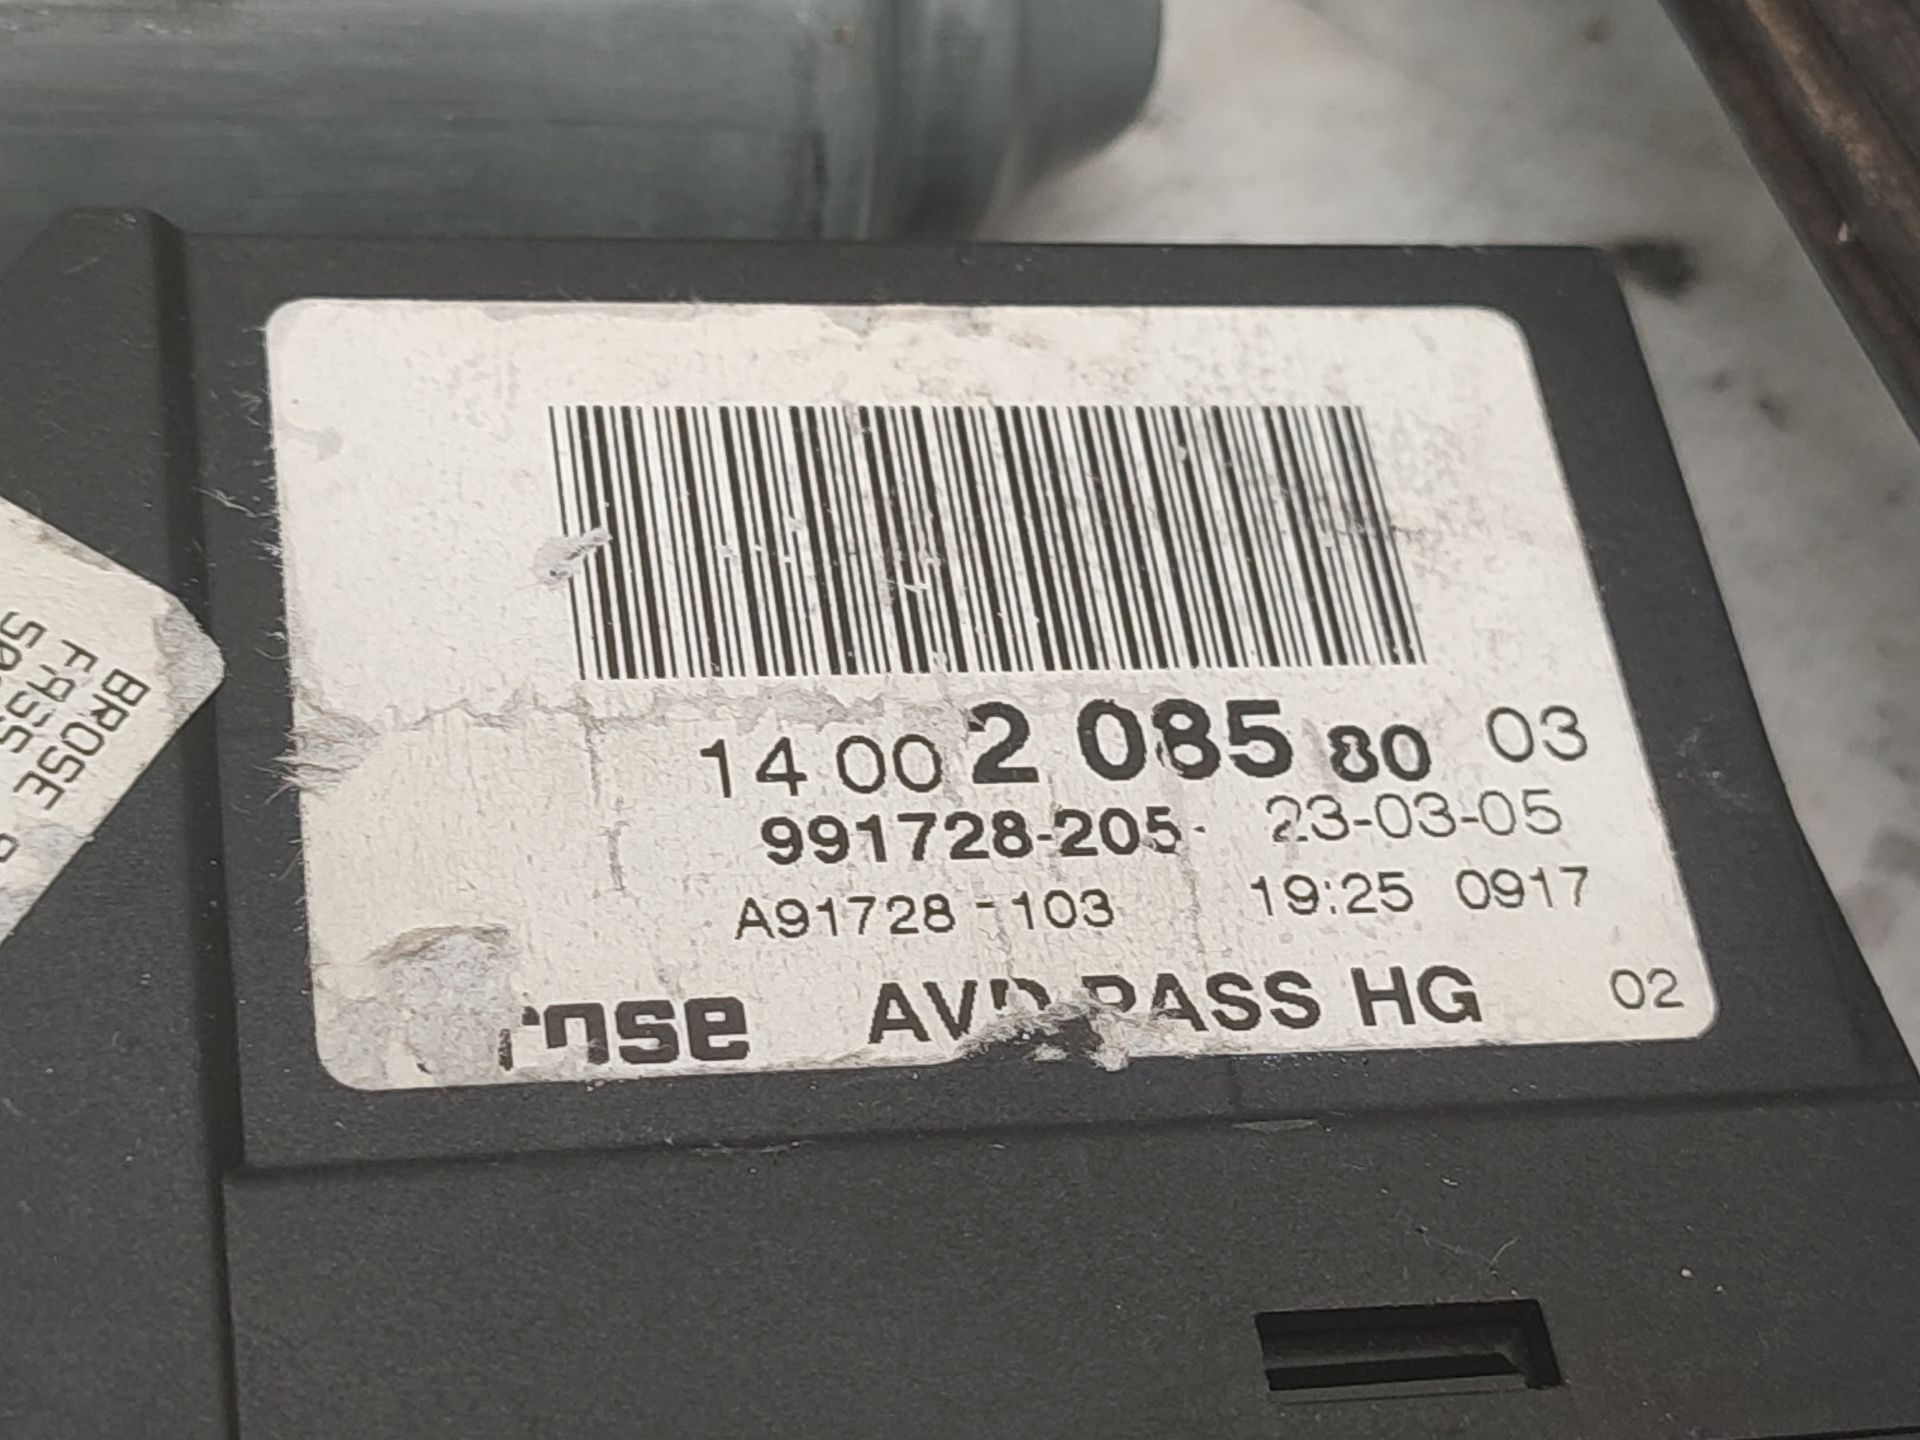 14 00 2 085 80 03
991728-205- 23-03-05
A91728-103 19:25 0917
AVD PASS HG 02
BROSE